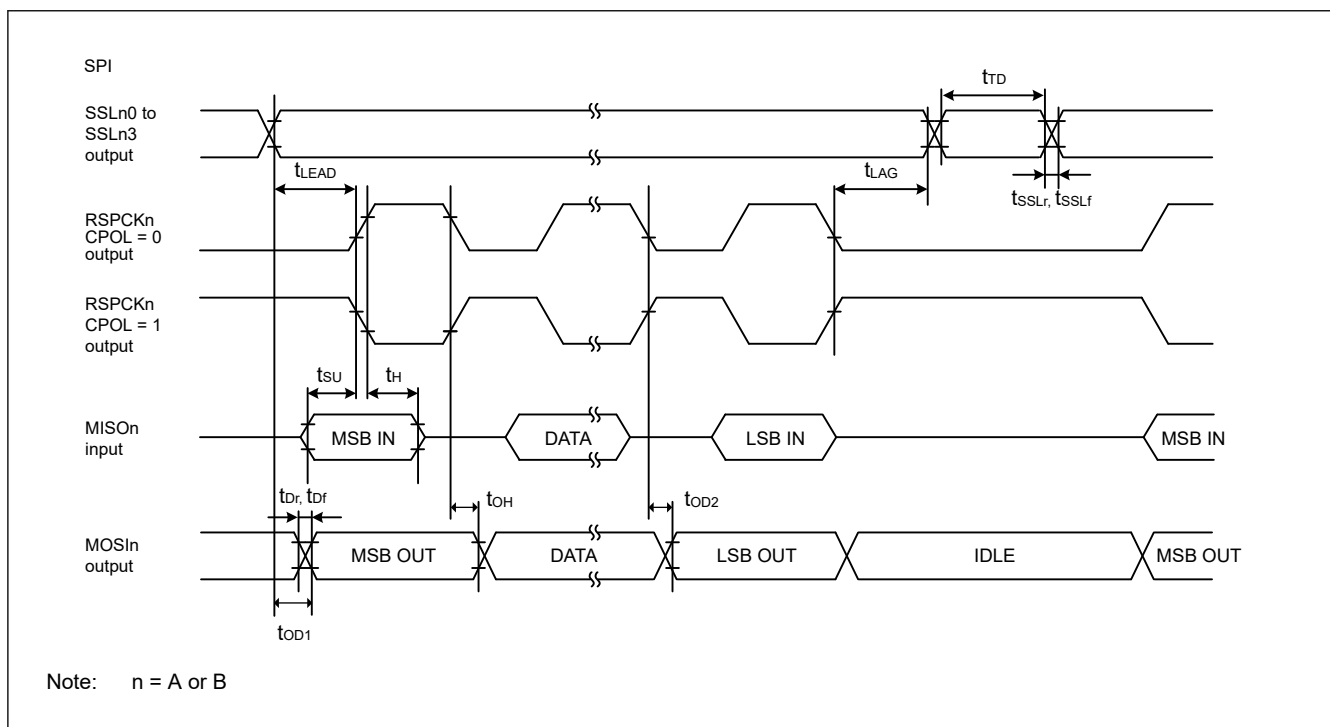 SPI
tTD
SSLn0 to
SSLn3
output
tLEAD
tLAG
tSSLr, tSSLf
RSPCKn
CPOL = 0
output
RSPCKn
CPOL = 1
output
tSU
tH
MISOn
input
MSB IN
DATA
LSB IN
MSB IN
tDr, tDf
tOH
tOD2
MOSIn
output
MSB OUT
DATA
LSB OUT
IDLE
MSB OUT
tOD1
Note: n = A or B